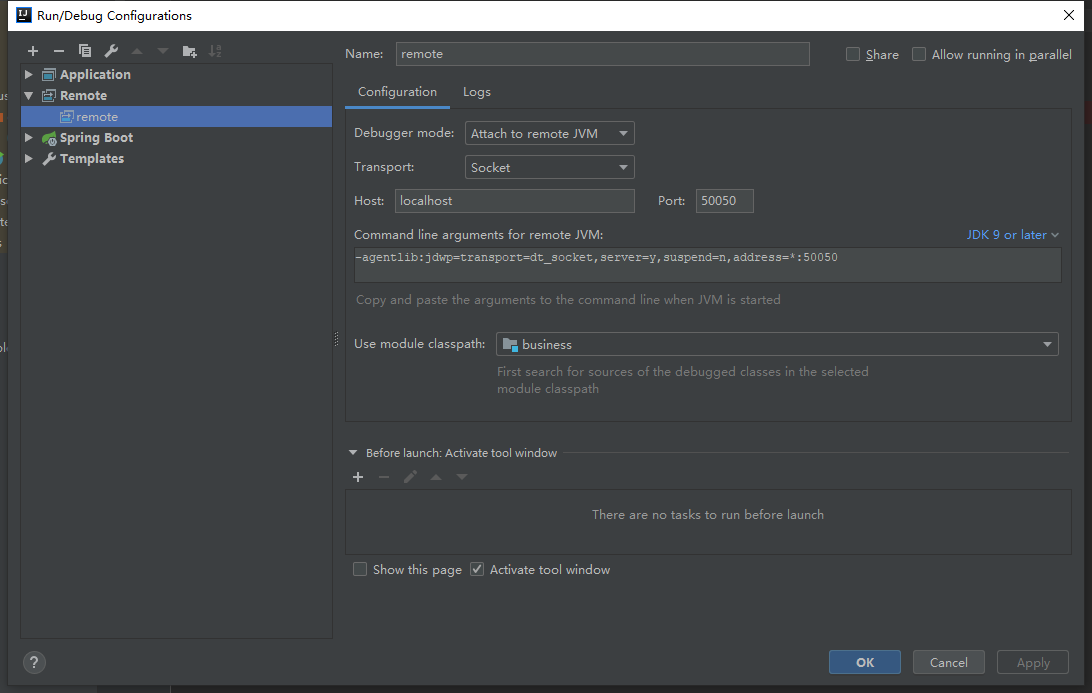 Run/Debug Configurations
Name: remote Share Allow running in parallel
Application
Remote
remote
Spring Boot
Templates
Configuration Logs
Debugger mode: Attach to remote JVM
Transport: Socket
Host: localhost Port: 50050
Command line arguments for remote JVM: JDK 9 or later
-agentlib:jdwp=transport=dt_socket,server=y,suspend=n,address=*:50050
Copy and paste the arguments to the command line when JVM is started
Use module classpath: business
First search for sources of the debugged classes in the selected
module classpath
Before launch: Activate tool window
There are no tasks to run before launch
Show this page Activate tool window
? OK Cancel Apply